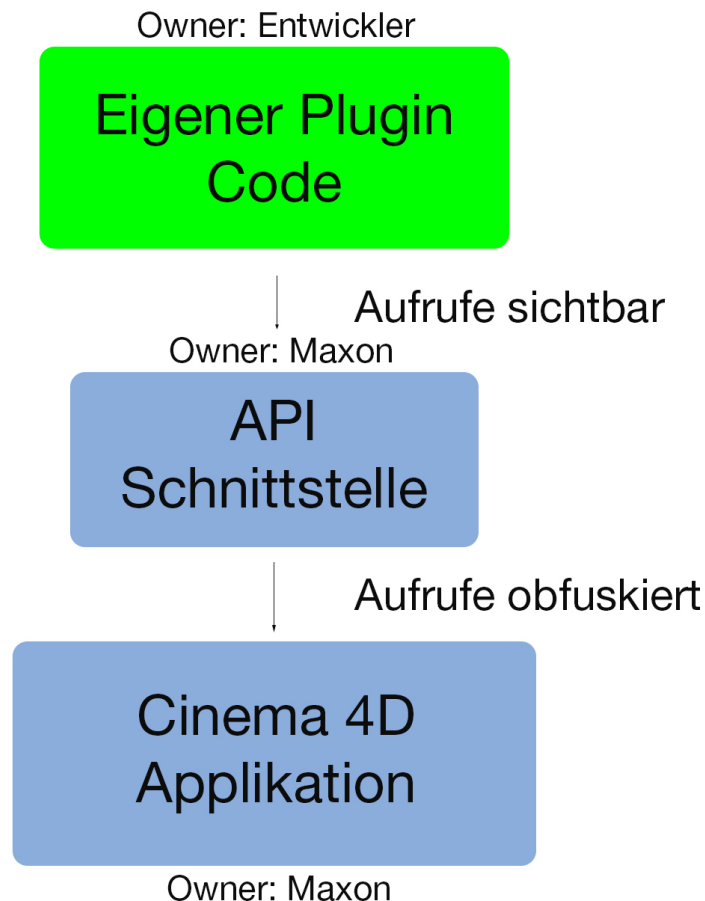 Owner: Entwickler
Eigener Plugin
Code
Aufrufe sichtbar
Owner: Maxon
API
Schnittstelle
Aufrufe obfuskiert
Cinema 4D
Applikation
Owner: Maxon